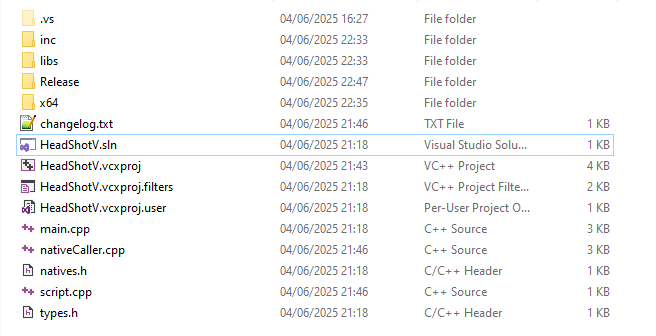 .vs 04/06/2025 16:27 File folder
inc 04/06/2025 22:33 File folder
libs 04/06/2025 22:33 File folder
Release 04/06/2025 22:47 File folder
x64 04/06/2025 22:35 File folder
changelog.txt 04/06/2025 21:46 TXT File 1 KB
HeadShotV.sln 04/06/2025 21:18 Visual Studio Solu... 1 KB
HeadShotV.vcxproj 04/06/2025 21:43 VC++ Project 4 KB
HeadShotV.vcxproj.filters 04/06/2025 21:18 VC++ Project Filte... 2 KB
HeadShotV.vcxproj.user 04/06/2025 21:18 Per-User Project O... 1 KB
main.cpp 04/06/2025 21:18 C++ Source 3 KB
nativeCaller.cpp 04/06/2025 21:46 C++ Source 3 KB
natives.h 04/06/2025 21:18 C/C++ Header 1 KB
script.cpp 04/06/2025 21:46 C++ Source 1 KB
types.h 04/06/2025 21:18 C/C++ Header 1 KB